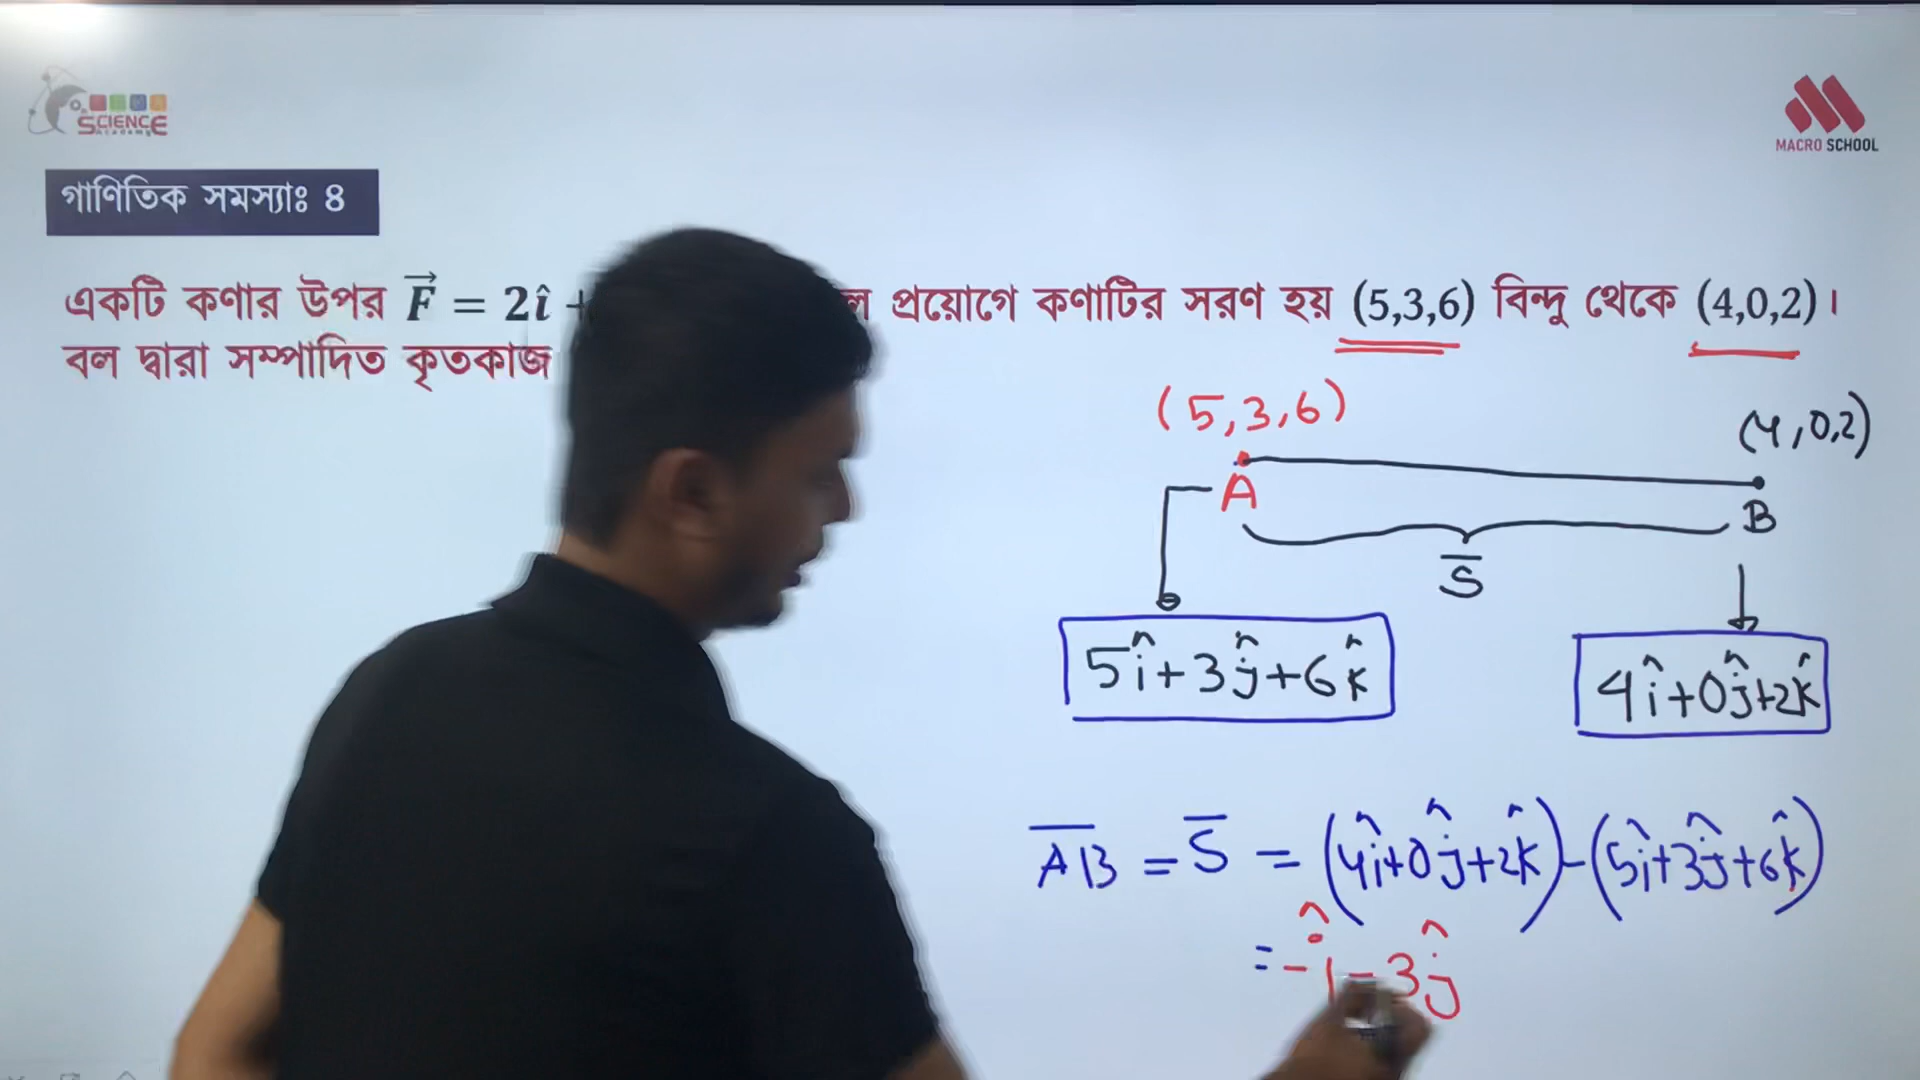 SCIENCE
Academy
MACRO SCHOOL
গাণিতিক সমস্যাঃ 4
একটি কণার উপর F⃗ = 2î + প্রয়োগে কণাটির সরণ হয় (5,3,6) বিন্দু থেকে (4,0,2)।
বল দ্বারা সম্পাদিত কৃতকাজ
(5,3,6)
(4,0,2)
A
B
S̅
5î+3ĵ+6k̂
4î+0ĵ+2k̂
A̅B̅ = S̅ = (4î+0ĵ+2k̂)-(5î+3ĵ+6k̂)
= -î-3ĵ